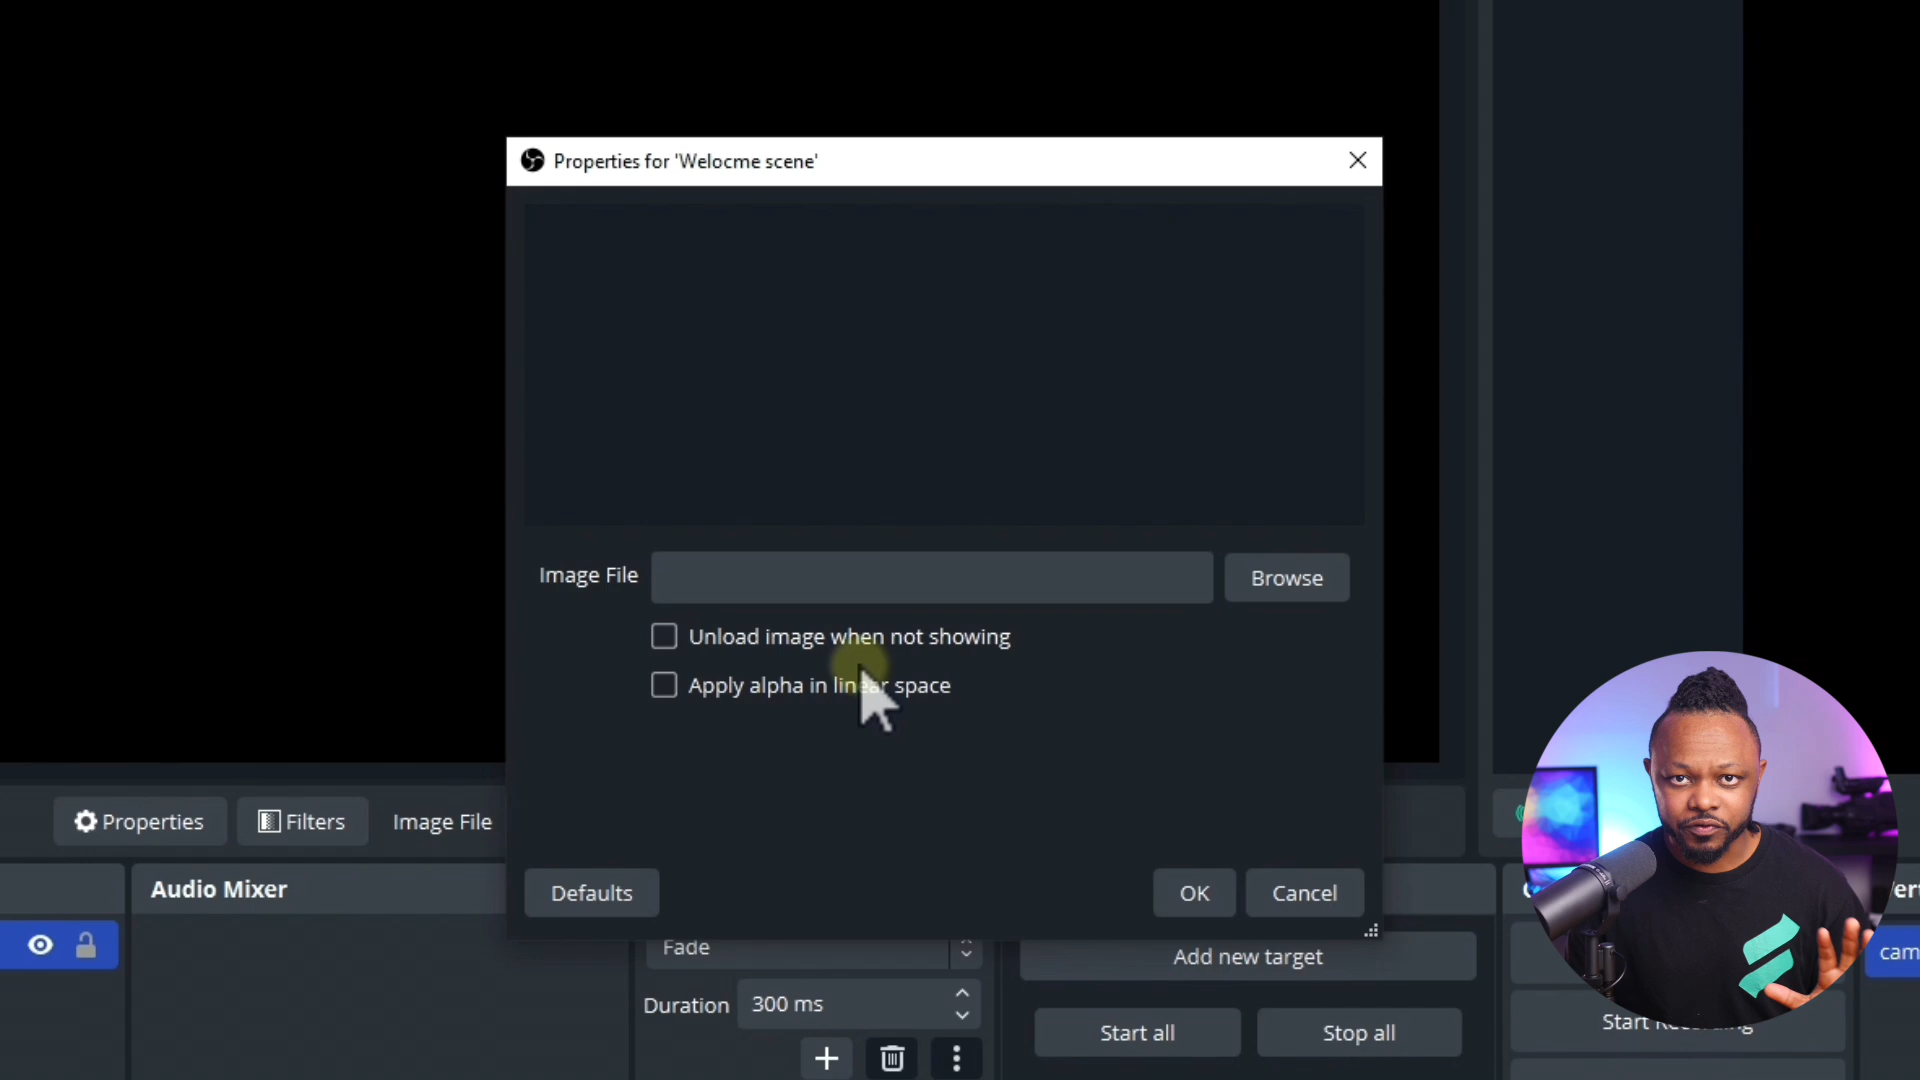 Properties for 'Welocme scene'
Image File
Browse
Unload image when not showing
Apply alpha in linear space
Properties
Filters
Image File
Defaults
OK
Cancel
Audio Mixer
Fade
Duration
300 ms
Add new target
Start all
Stop all
Start Recording
cam